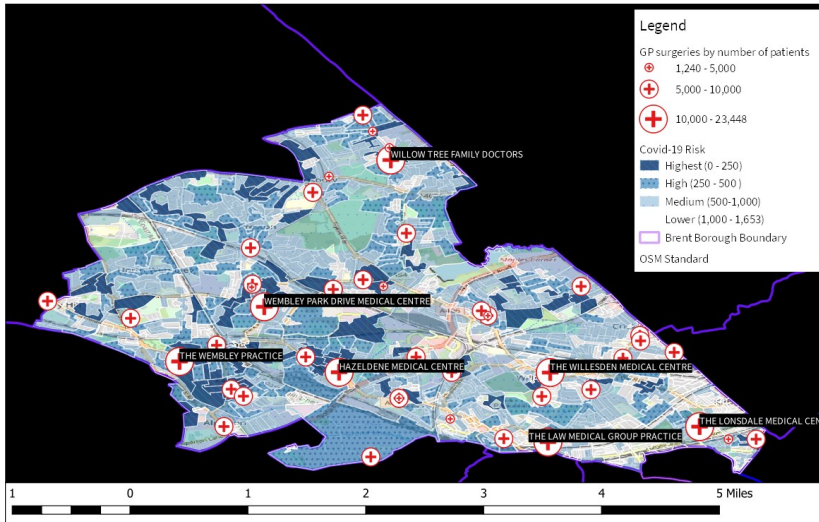 Legend
GP surgeries by number of patients
1,240 - 5,000
5,000 - 10,000
10,000 - 23,448
Covid-19 Risk
Highest (0 - 250)
High (250 - 500 )
Medium (500-1,000)
Lower (1,000 - 1,653)
Brent Borough Boundary
OSM Standard
WILLOW TREE FAMILY DOCTORS
WEMBLEY PARK DRIVE MEDICAL CENTRE
THE WEMBLEY PRACTICE
HAZELDENE MEDICAL CENTRE
THE WILLESDEN MEDICAL CENTRE
THE LONSDALE MEDICAL CEN
THE LAW MEDICAL GROUP PRACTICE
1 0 1 2 3 4 5 Miles